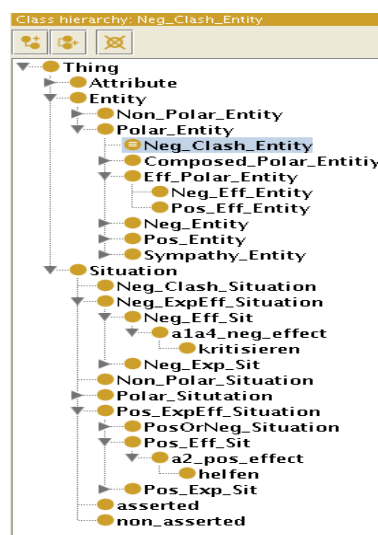 Class hierarchy: Neg_Clash_Entity
Thing
Attribute
Entity
Non_Polar_Entity
Polar_Entity
Neg_Clash_Entity
Composed_Polar_Entitiy
Eff_Polar_Entity
Neg_Eff_Entity
Pos_Eff_Entity
Neg_Entity
Pos_Entity
Sympathy_Entity
Situation
Neg_Clash_Situation
Neg_ExpEff_Situation
Neg_Eff_Sit
a1a4_neg_effect
kritisieren
Neg_Exp_Sit
Non_Polar_Situation
Polar_Situtation
Pos_ExpEff_Situation
PosOrNeg_Situation
Pos_Eff_Sit
a2_pos_effect
helfen
Pos_Exp_Sit
asserted
non_asserted